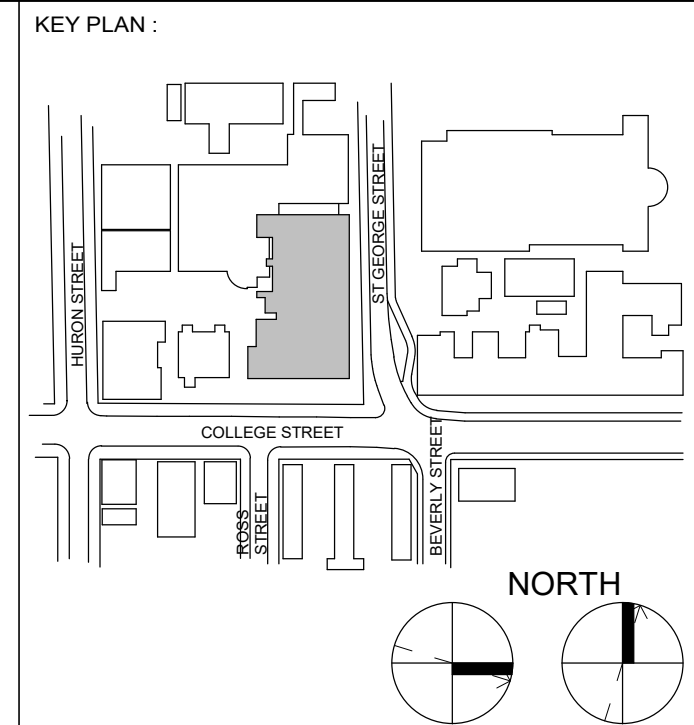 KEY PLAN :
ST GEORGE STREET
HURON STREET
COLLEGE STREET
BEVERLY STREET
ROSS
STREET
NORTH